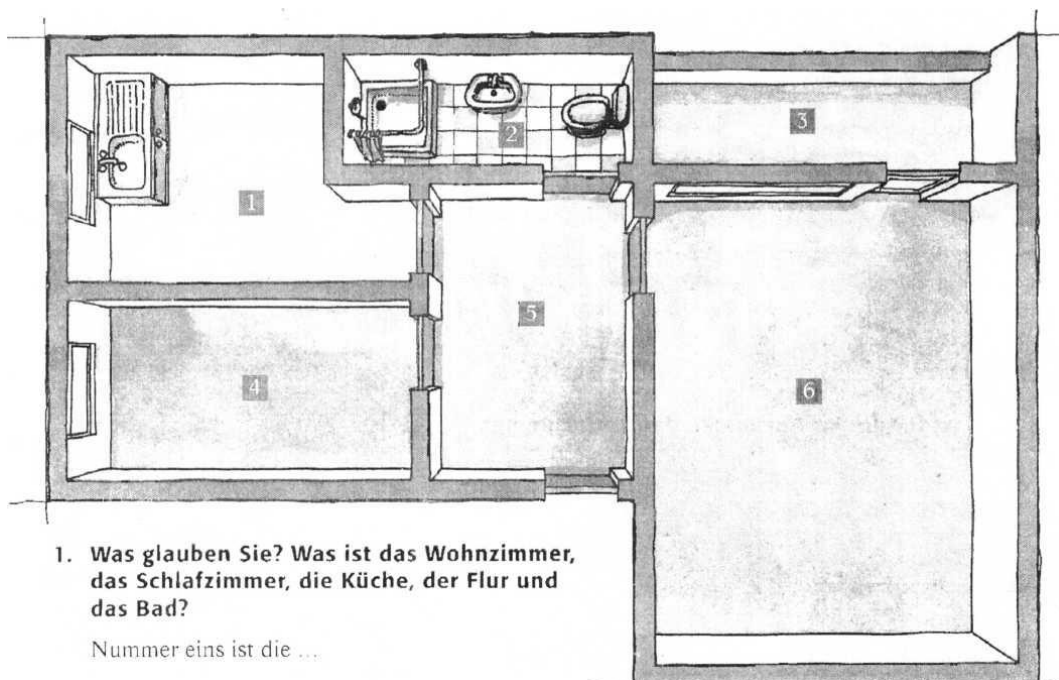 2
3
1
5
4
6
1. Was glauben Sie? Was ist das Wohnzimmer,
das Schlafzimmer, die Küche, der Flur und
das Bad?
Nummer eins ist die ...